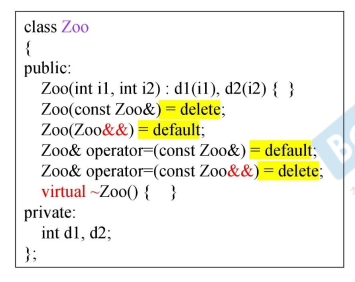 class Zoo
{
public:
Zoo(int i1, int i2) : d1(i1), d2(i2) { }
Zoo(const Zoo&) = delete;
Zoo(Zoo&&) = default;
Zoo& operator=(const Zoo&) = default;
Zoo& operator=(const Zoo&&) = delete;
virtual ~Zoo() { }
private:
int d1, d2;
};